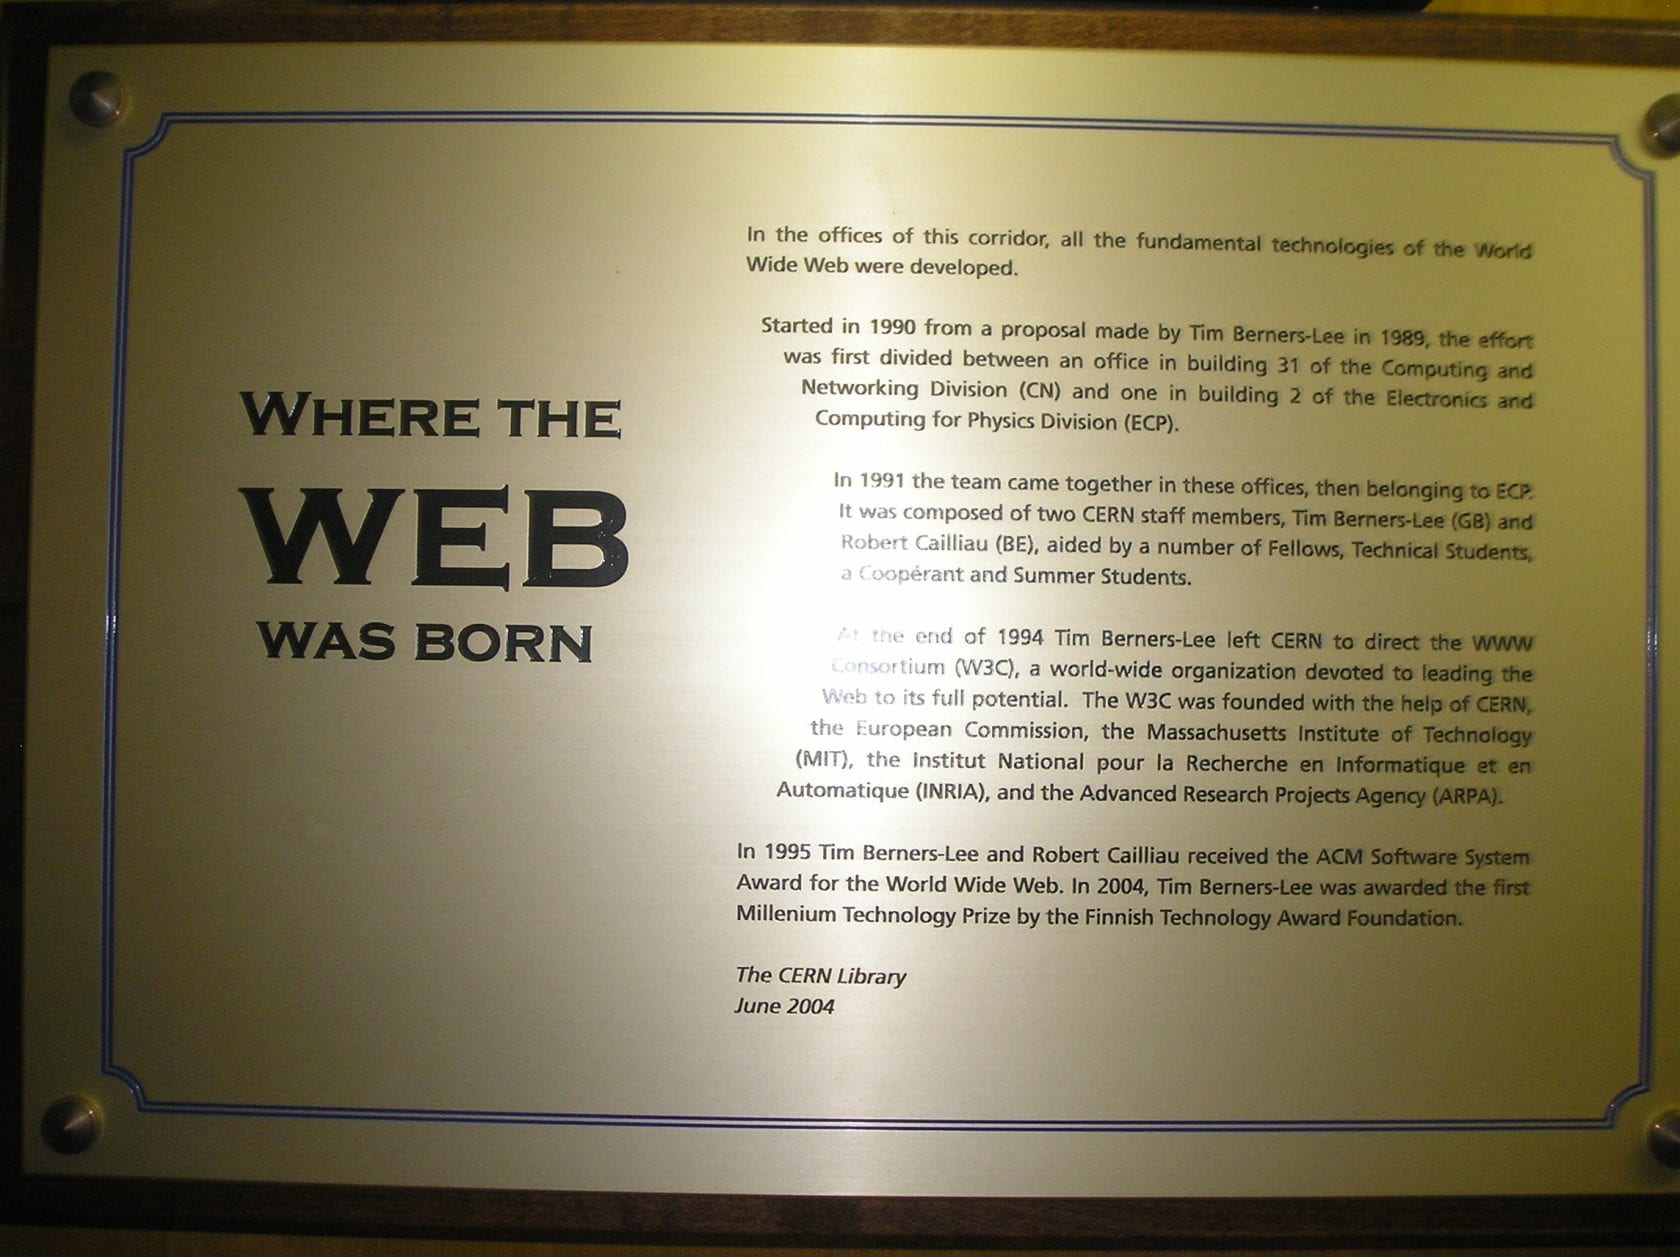 WHERE THE
WEB
WAS BORN
In the offices of this corridor, all the fundamental technologies of the World
Wide Web were developed.
Started in 1990 from a proposal made by Tim Berners-Lee in 1989, the effort
was first divided between an office in building 31 of the Computing and
Networking Division (CN) and one in building 2 of the Electronics and
Computing for Physics Division (ECP).
In 1991 the team came together in these offices, then belonging to ECP.
It was composed of two CERN staff members, Tim Berners-Lee (GB) and
Robert Cailliau (BE), aided by a number of Fellows, Technical Students,
a Coopérant and Summer Students.
At the end of 1994 Tim Berners-Lee left CERN to direct the WWW
Consortium (W3C), a world-wide organization devoted to leading the
Web to its full potential. The W3C was founded with the help of CERN,
the European Commission, the Massachusetts Institute of Technology
(MIT), the Institut National pour la Recherche en Informatique et en
Automatique (INRIA), and the Advanced Research Projects Agency (ARPA).
In 1995 Tim Berners-Lee and Robert Cailliau received the ACM Software System
Award for the World Wide Web. In 2004, Tim Berners-Lee was awarded the first
Millenium Technology Prize by the Finnish Technology Award Foundation.
The CERN Library
June 2004